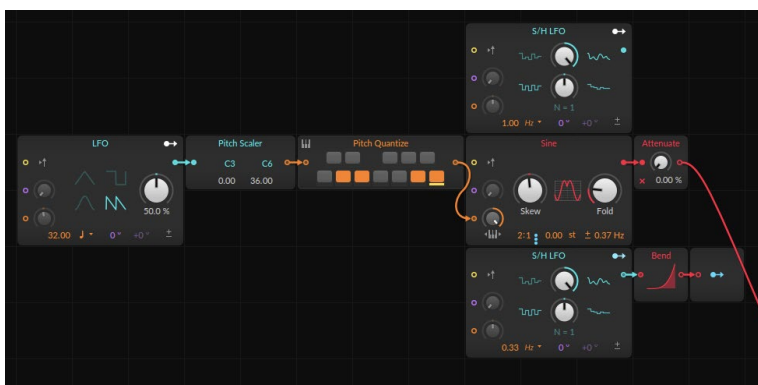 S/H LFO
N = 1
1.00 Hz 0° +0° ±
LFO
50.0 %
32.00 0° +0° ±
Pitch Scaler
C3 C6
0.00 36.00
Pitch Quantize
Sine
Skew Fold
2:1 0.00 st ± 0.37 Hz
Attenuate
× 0.00 %
S/H LFO
N = 1
0.33 Hz 0° +0° ±
Bend